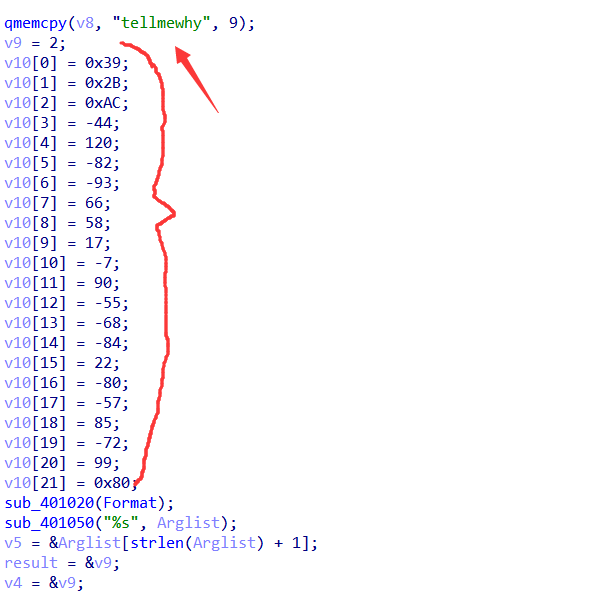 qmemcpy(v8, "tellmewhy", 9);
v9 = 2;
v10[0] = 0x39;
v10[1] = 0x2B;
v10[2] = 0xAC;
v10[3] = -44;
v10[4] = 120;
v10[5] = -82;
v10[6] = -93;
v10[7] = 66;
v10[8] = 58;
v10[9] = 17;
v10[10] = -7;
v10[11] = 90;
v10[12] = -55;
v10[13] = -68;
v10[14] = -84;
v10[15] = 22;
v10[16] = -80;
v10[17] = -57;
v10[18] = 85;
v10[19] = -72;
v10[20] = 99;
v10[21] = 0x80;
sub_401020(Format);
sub_401050("%s", Arglist);
v5 = &Arglist[strlen(Arglist) + 1];
result = &v9;
v4 = &v9;